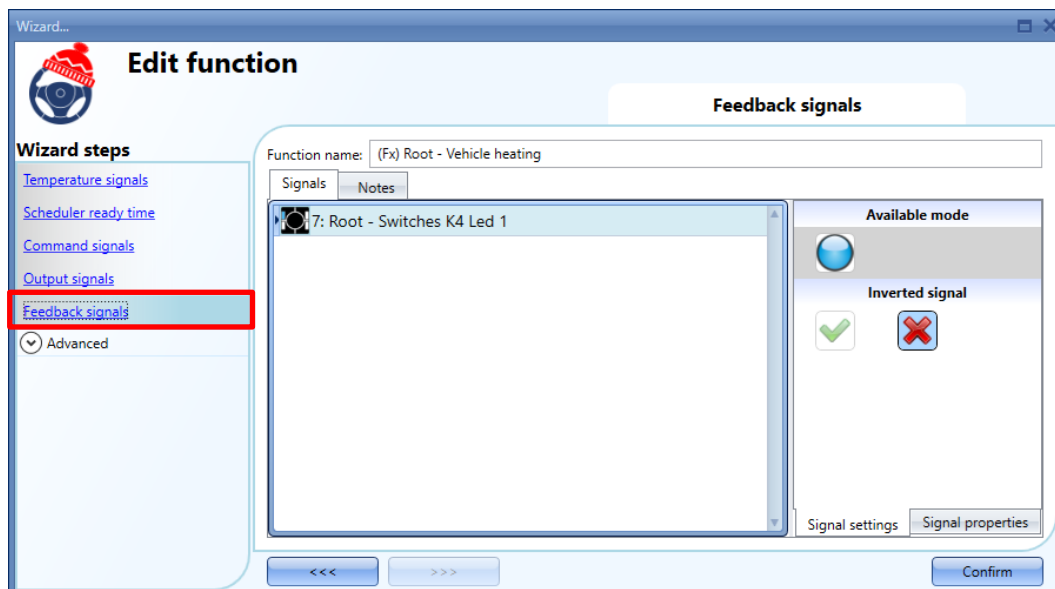 Wizard...
Edit function
Feedback signals
Wizard steps
Temperature signals
Scheduler ready time
Command signals
Output signals
Feedback signals
Advanced
Function name: (Fx) Root - Vehicle heating
Signals Notes
7: Root - Switches K4 Led 1
Available mode
Inverted signal
Signal settings Signal properties
<<< >>> Confirm